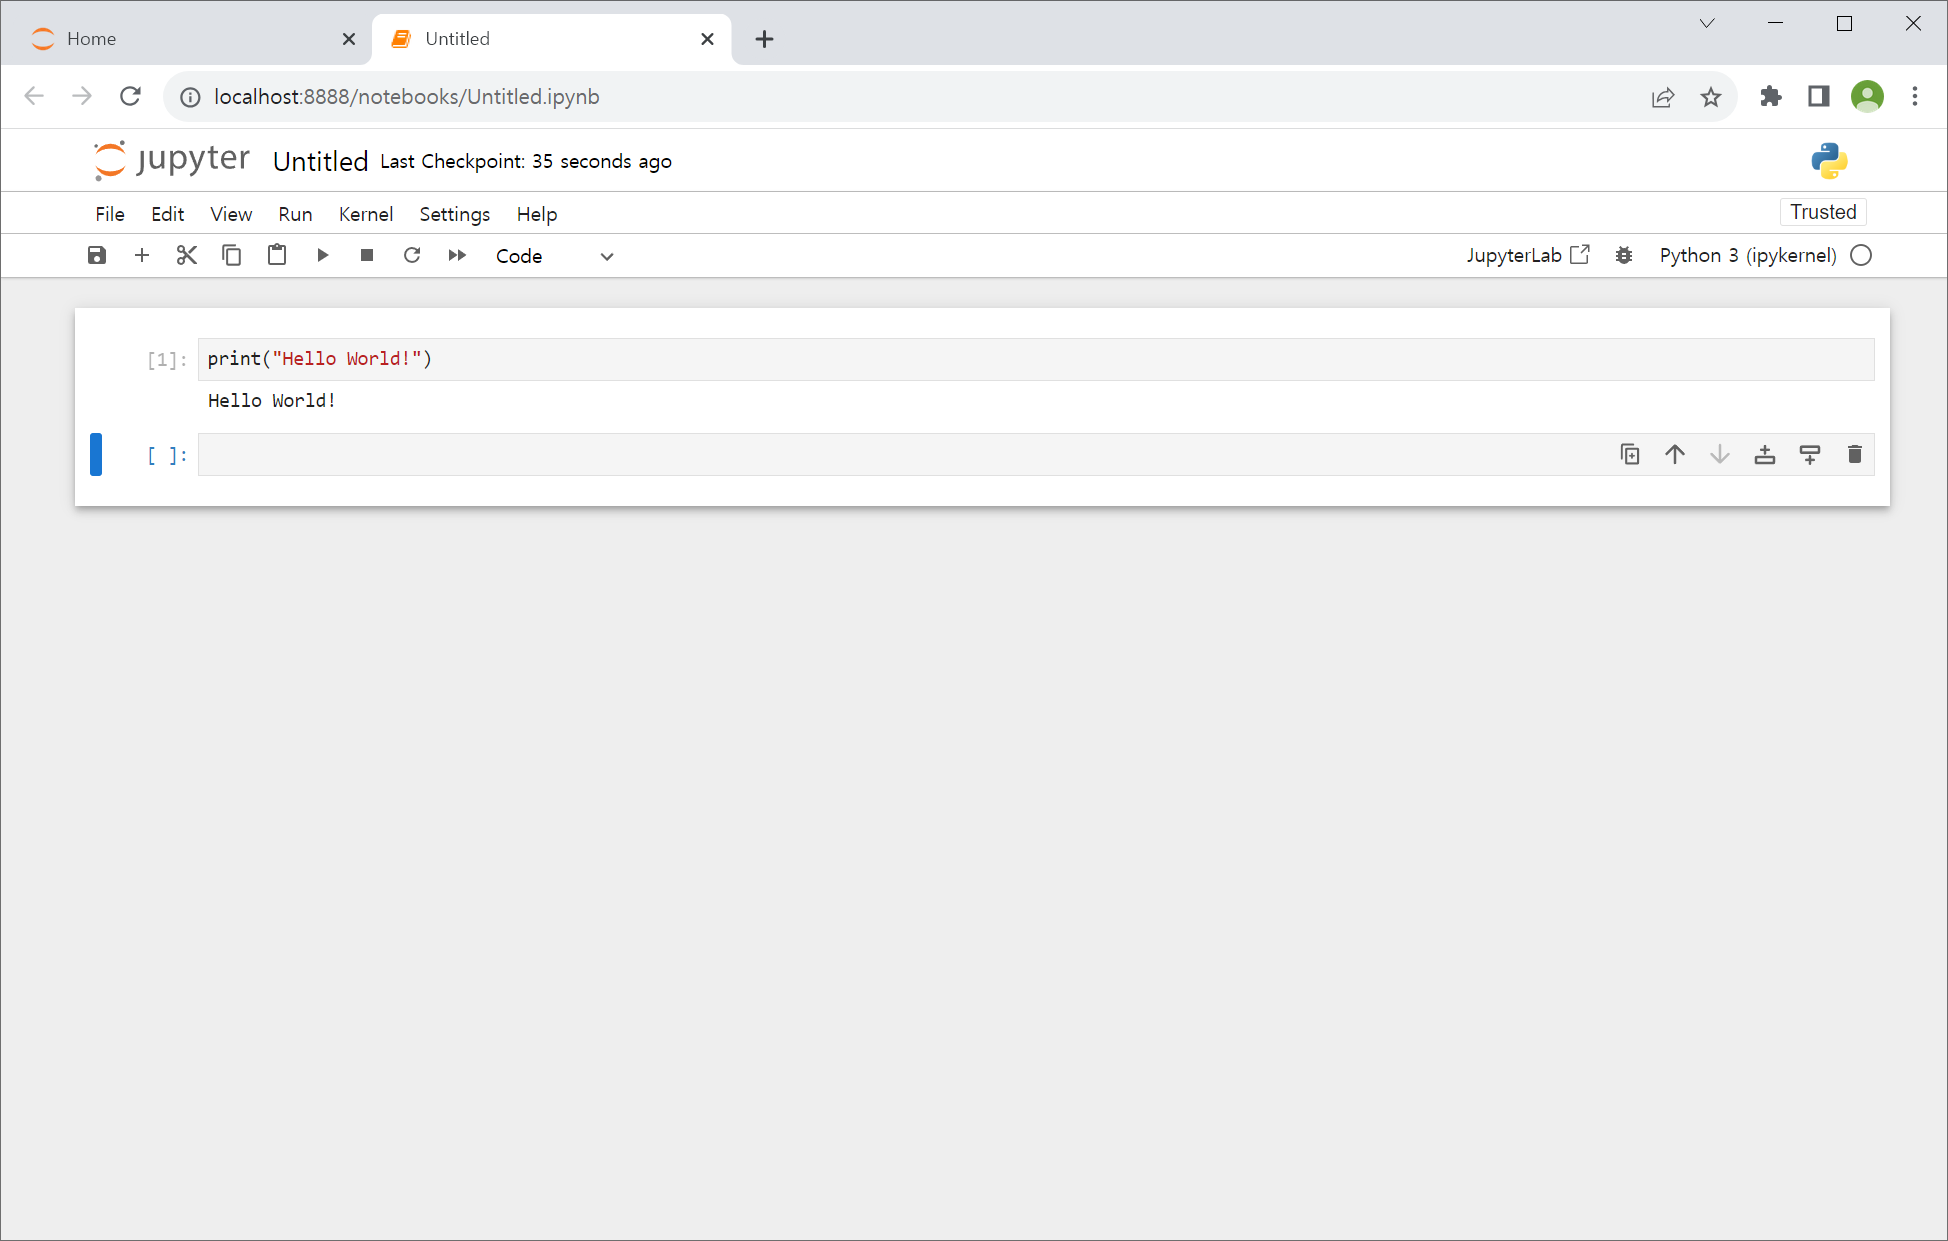 Home
Untitled
localhost:8888/notebooks/Untitled.ipynb
jupyter Untitled Last Checkpoint: 35 seconds ago
File Edit View Run Kernel Settings Help
Trusted
Code
JupyterLab Python 3 (ipykernel)
[1]: print("Hello World!")
Hello World!
[ ]: